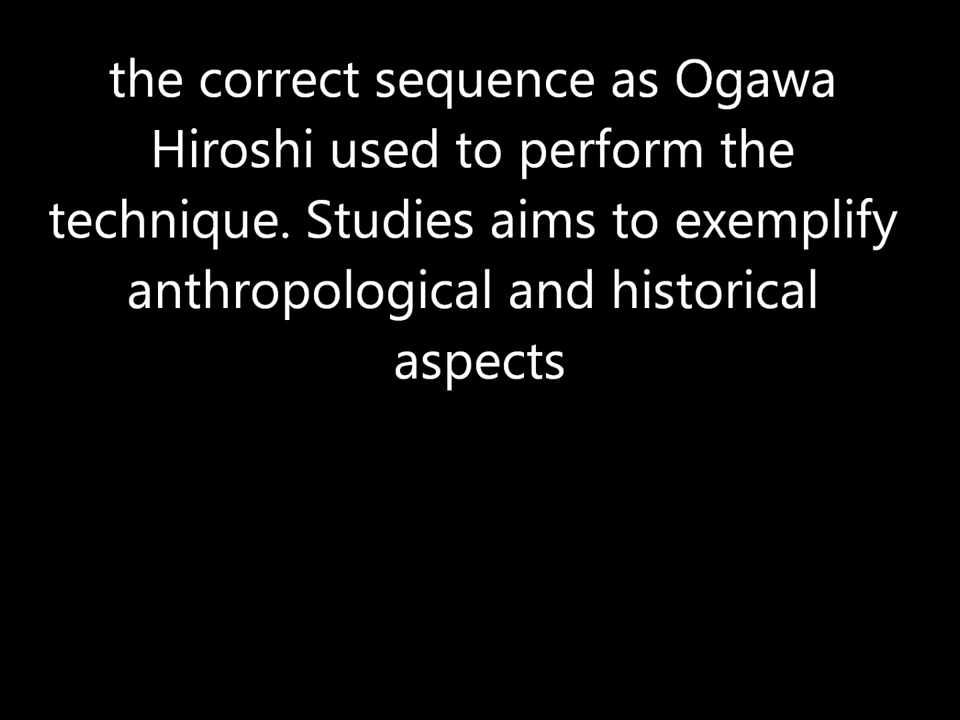 the correct sequence as Ogawa
Hiroshi used to perform the
technique. Studies aims to exemplify
anthropological and historical
aspects